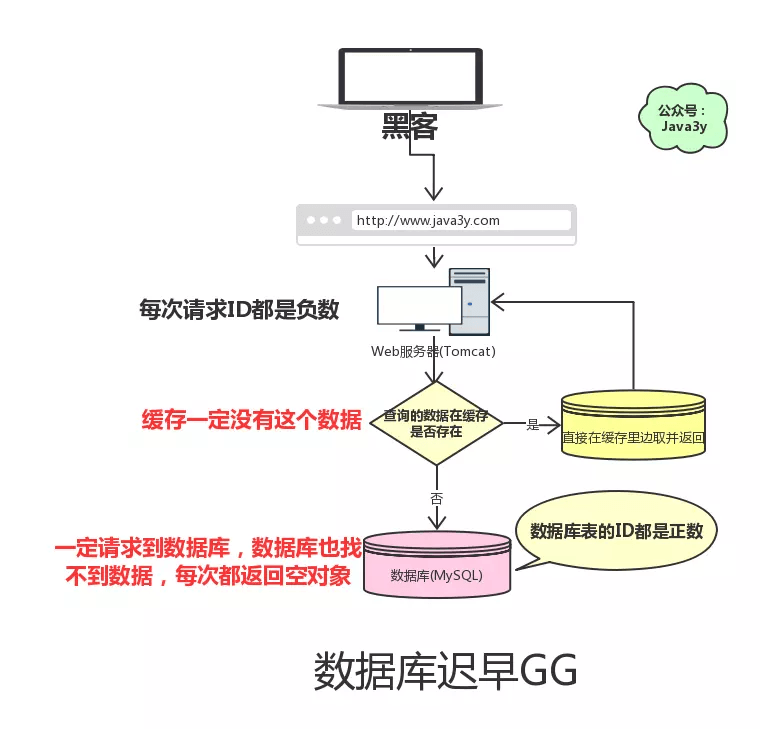 黑客
公众号：
Java3y
http://www.java3y.com
每次请求ID都是负数
Web服务器(Tomcat)
缓存一定没有这个数据
查询的数据在缓存
是否存在
是
直接在缓存里边取并返回
否
一定请求到数据库，数据库也找
不到数据，每次都返回空对象
数据库(MySQL)
数据库表的ID都是正数
数据库迟早GG